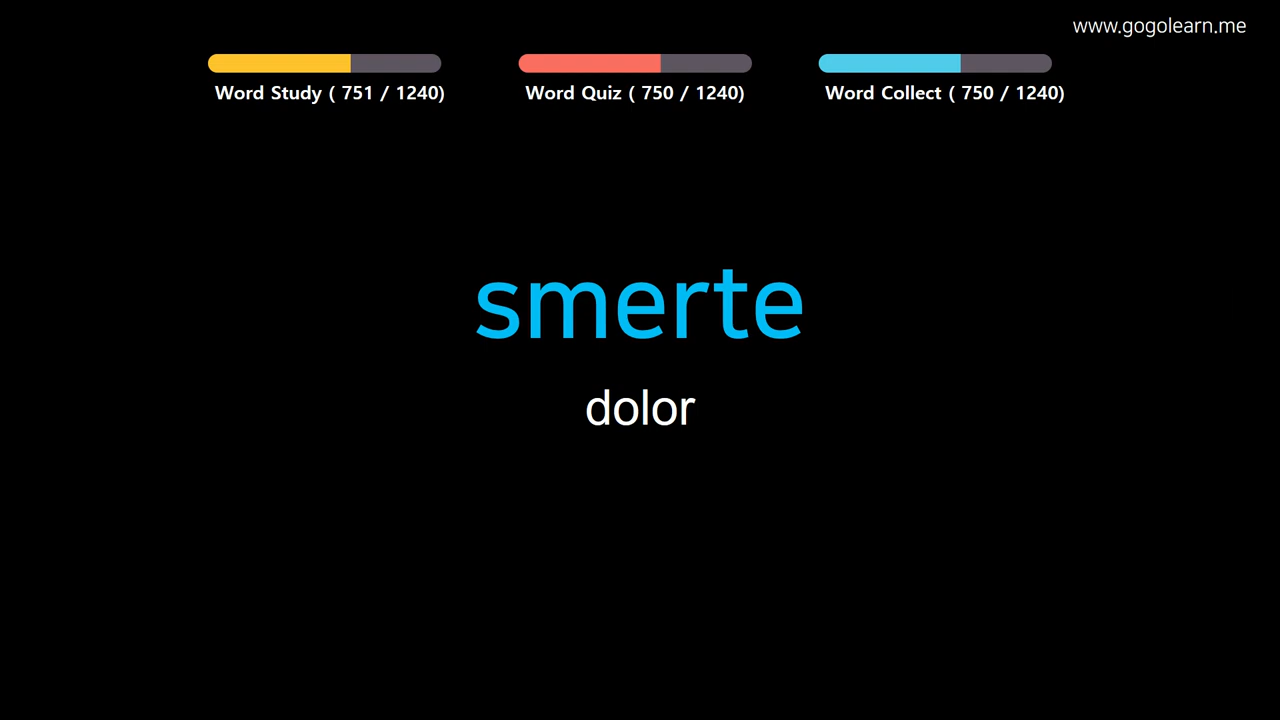 www.gogolearn.me
Word Study ( 751 / 1240)
Word Quiz ( 750 / 1240)
Word Collect ( 750 / 1240)
smerte
dolor